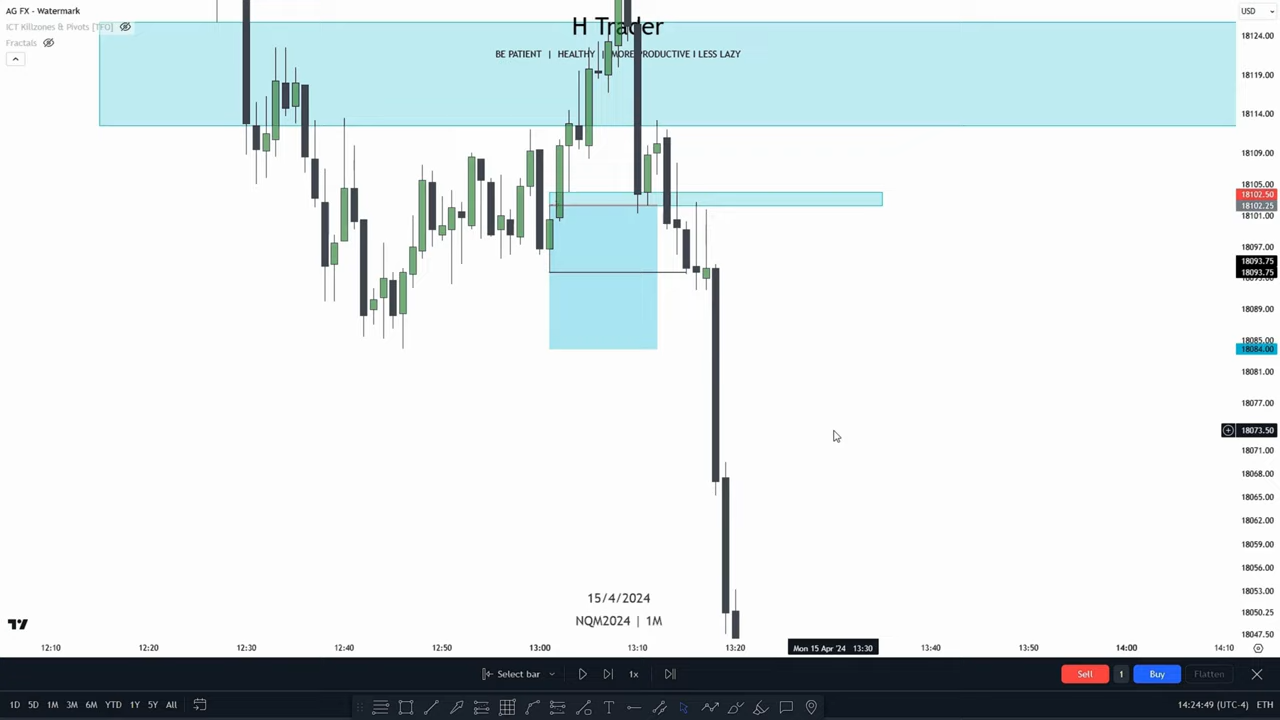 AG FX - Watermark
ICT Killzones & Pivots [TFO]
Fractals
H Trader
BE PATIENT | HEALTHY | MORE PRODUCTIVE I LESS LAZY
USD
18124.00
18119.00
18114.00
18109.00
18105.00
18102.50
18102.25
18101.00
18097.00
18093.75
18093.75
18089.00
18085.00
18084.00
18081.00
18077.00
18073.50
18071.00
18068.00
18065.00
18062.00
18059.00
18056.00
18053.00
18050.25
18047.50
15/4/2024
NQM2024 | 1M
12:10 12:20 12:30 12:40 12:50 13:00 13:10 13:20 Mon 15 Apr '24 13:30 13:40 13:50 14:00 14:10
Select bar 1x Sell 1 Buy Flatten
1D 5D 1M 3M 6M YTD 1Y 5Y All 14:24:49 (UTC-4) ETH